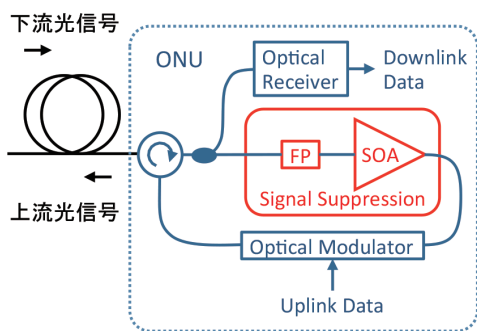 下流光信号
ONU
Optical
Receiver
Downlink
Data
FP
SOA
Signal Suppression
上流光信号
Optical Modulator
Uplink Data